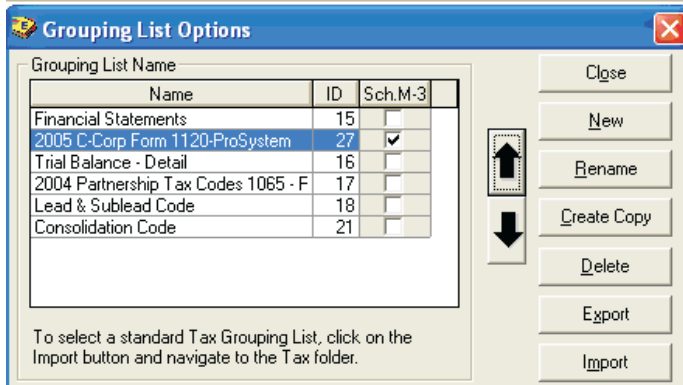 Grouping List Options
Grouping List Name
Name ID Sch.M-3
Financial Statements 15
2005 C-Corp Form 1120-ProSystem 27
Trial Balance - Detail 16
2004 Partnership Tax Codes 1065 - F 17
Lead & Sublead Code 18
Consolidation Code 21
To select a standard Tax Grouping List, click on the
Import button and navigate to the Tax folder.
Close
New
Rename
Create Copy
Delete
Export
Import